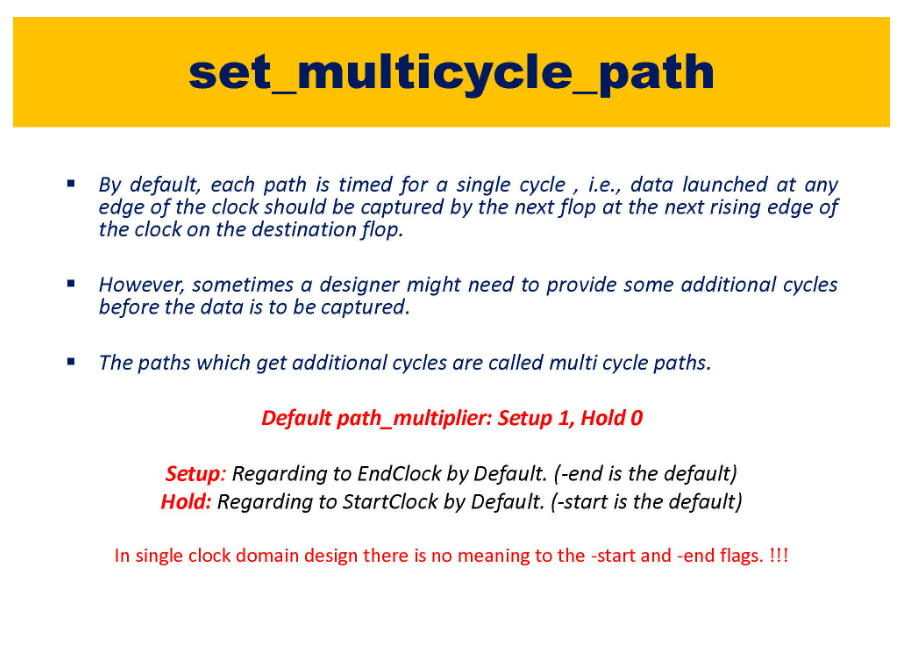 set_multicycle_path
▪ By default, each path is timed for a single cycle , i.e., data launched at any
edge of the clock should be captured by the next flop at the next rising edge of
the clock on the destination flop.
▪ However, sometimes a designer might need to provide some additional cycles
before the data is to be captured.
▪ The paths which get additional cycles are called multi cycle paths.
Default path_multiplier: Setup 1, Hold 0
Setup: Regarding to EndClock by Default. (-end is the default)
Hold: Regarding to StartClock by Default. (-start is the default)
In single clock domain design there is no meaning to the -start and -end flags. !!!